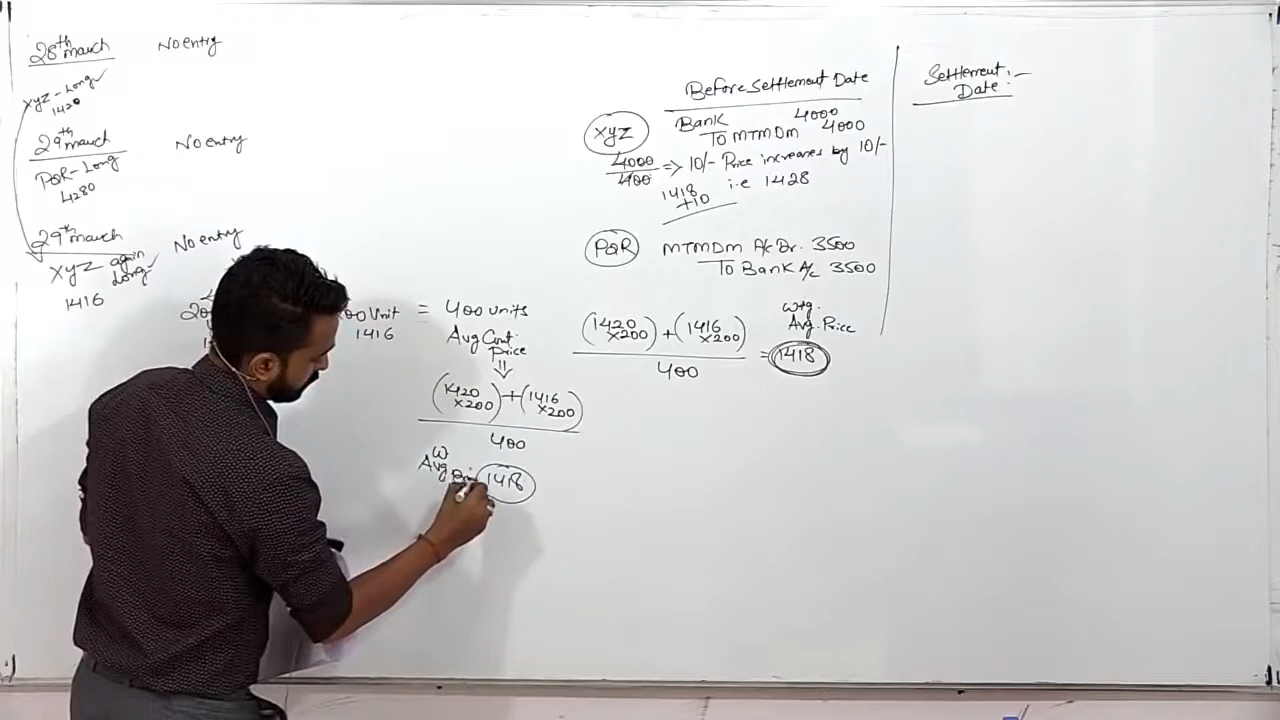 28th march No entry
xyz - Long ✓
1420
29th march No entry
PQR - Long
4280
29th march No entry
xyz again
Long ✓
1416
Unit
1416
= 400 units
Avg Cont.
Price
⇓
(1420 ×200) + (1416 ×200)
400
W
Avg 1418
Before Settlement Date
xyz
Bank 4000
To MTMDM 4000
4000/400 => 10/- Price increases by 10/-
1418 i.e 1428
+10
PQR
MTMDM A/c Dr. 3500
To Bank A/c 3500
(1420 ×200) + (1416 ×200)
400
= 1418
Wtg.
Avg. Price
Settlement :-
Date :-